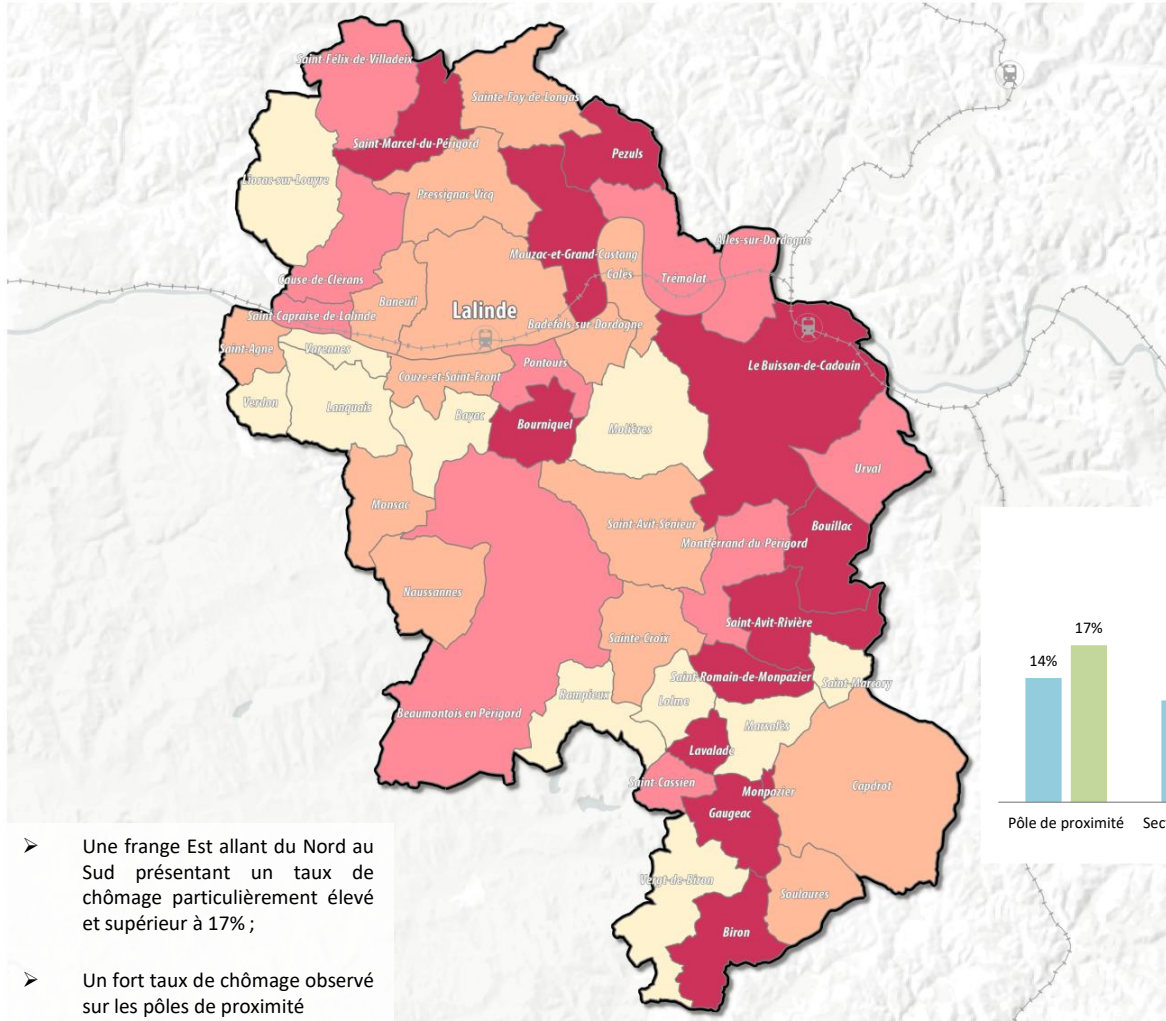 Saint-Félix-de-Villadeix
Sainte-Foy-de-Longas
Saint-Marcel-du-Périgord
Pezuls
Liorac-sur-Louyre
Pressignac-Vicq
Alles-sur-Dordogne
Mauzac-et-Grand-Castang
Calès
Trémolat
Cause-de-Clérans
Baneuil
Lalinde
Saint-Capraise-de-Lalinde
Badefols-sur-Dordogne
Saint-Agne
Varennes
Pontours
Le Buisson-de-Cadouin
Couze-et-Saint-Front
Verdon
Lanquais
Bayac
Bourniquel
Molières
Urval
Monsac
Saint-Avit-Sénieur
Bouillac
Montferrand-du-Périgord
Naussannes
Saint-Avit-Rivière
Sainte-Croix
Saint-Romain-de-Monpazier
Saint-Marcory
Rampieux
Lolme
Beaumontois en Périgord
Marsalès
Lavalade
Saint-Cassien
Monpazier
Capdrot
Gaugeac
Vergt-de-Biron
Soulaures
Biron
17%
14%
Pôle de proximité Sec
➢ Une frange Est allant du Nord au
Sud présentant un taux de
chômage particulièrement élevé
et supérieur à 17% ;
➢ Un fort taux de chômage observé
sur les pôles de proximité